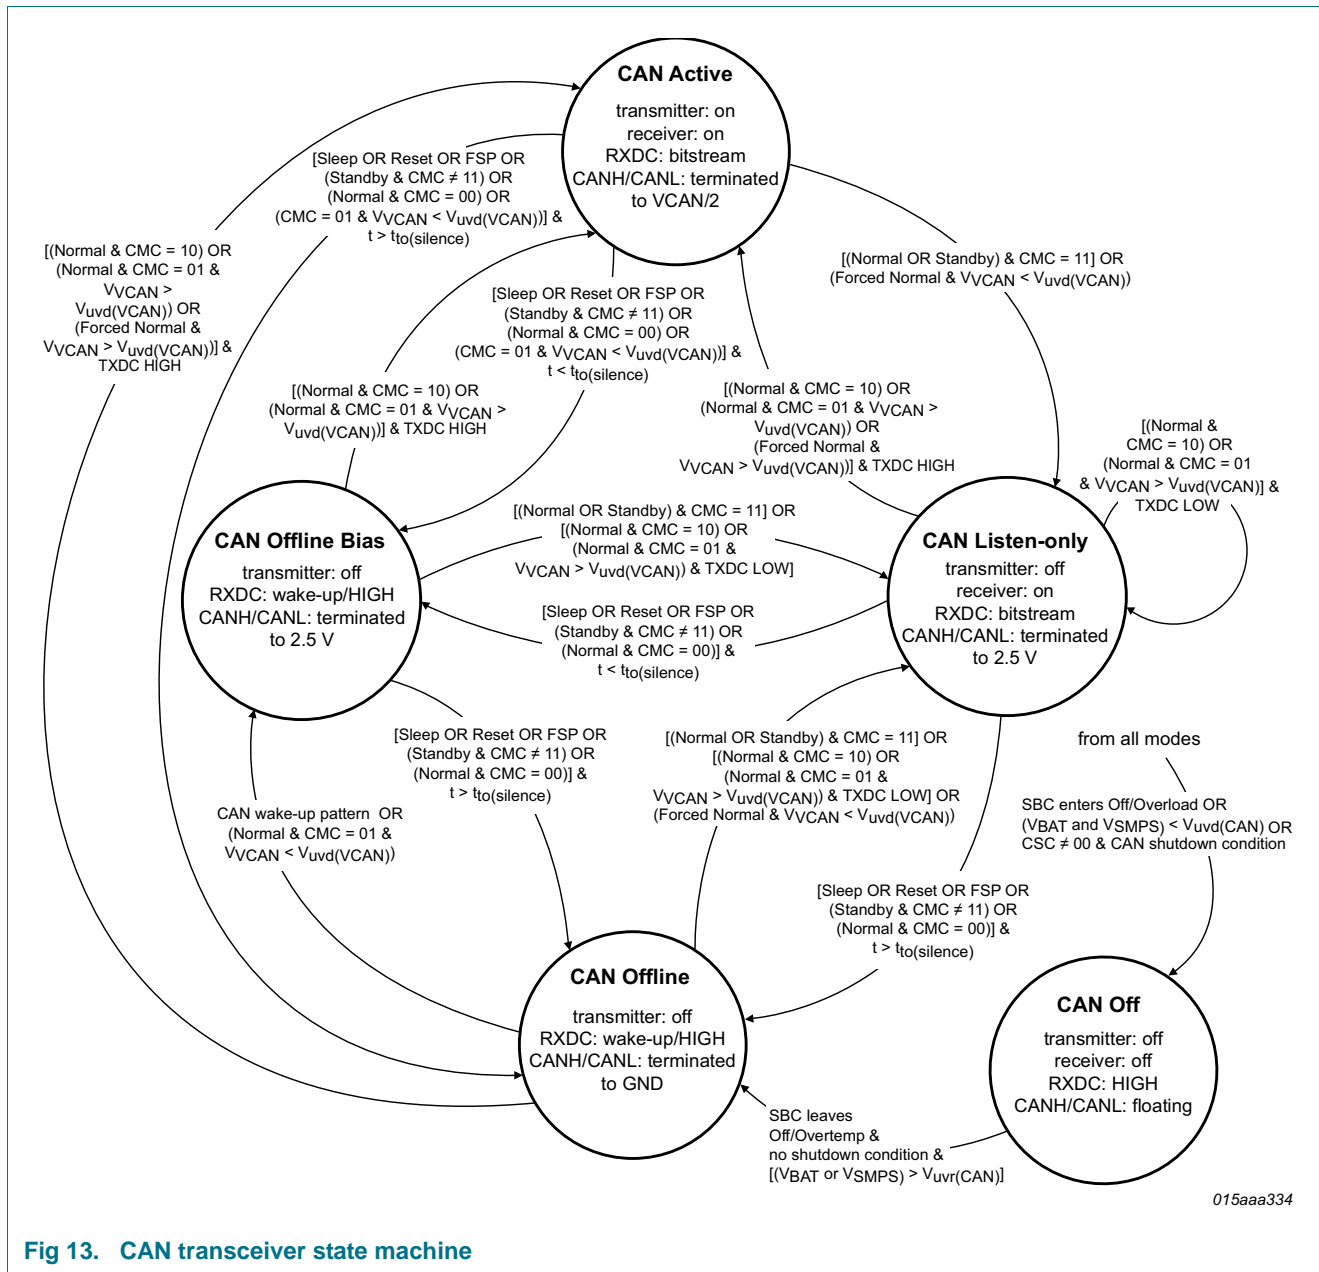 CAN Active
transmitter: on
receiver: on
RXDC: bitstream
CANH/CANL: terminated
to VCAN/2
[Sleep OR Reset OR FSP OR
(Standby & CMC ≠ 11) OR
(Normal & CMC = 00) OR
(CMC = 01 & VVCAN < Vuvd(VCAN))] &
t > tto(silence)
[(Normal & CMC = 10) OR
(Normal & CMC = 01 &
VVCAN >
Vuvd(VCAN)) OR
(Forced Normal &
VVCAN > Vuvd(VCAN))] &
TXDC HIGH
[(Normal OR Standby) & CMC = 11] OR
(Forced Normal & VVCAN < Vuvd(VCAN))
[Sleep OR Reset OR FSP OR
(Standby & CMC ≠ 11) OR
(Normal & CMC = 00) OR
(CMC = 01 & VVCAN < Vuvd(VCAN))] &
t < tto(silence)
[(Normal & CMC = 10) OR
(Normal & CMC = 01 & VVCAN >
Vuvd(VCAN)] & TXDC HIGH
[(Normal & CMC = 10) OR
(Normal & CMC = 01 & VVCAN >
Vuvd(VCAN)) OR
(Forced Normal &
VVCAN > Vuvd(VCAN))] & TXDC HIGH
[(Normal &
CMC = 10) OR
(Normal & CMC = 01
& VVCAN > Vuvd(VCAN)] &
TXDC LOW
CAN Offline Bias
transmitter: off
RXDC: wake-up/HIGH
CANH/CANL: terminated
to 2.5 V
[(Normal OR Standby) & CMC = 11] OR
[(Normal & CMC = 10) OR
(Normal & CMC = 01 &
VVCAN > Vuvd(VCAN)) & TXDC LOW]
[Sleep OR Reset OR FSP OR
(Standby & CMC ≠ 11) OR
(Normal & CMC = 00)] &
t < tto(silence)
CAN Listen-only
transmitter: off
receiver: on
RXDC: bitstream
CANH/CANL: terminated
to 2.5 V
[Sleep OR Reset OR FSP OR
(Standby & CMC ≠ 11) OR
(Normal & CMC = 00)] &
t > tto(silence)
[(Normal OR Standby) & CMC = 11] OR
[(Normal & CMC = 10) OR
(Normal & CMC = 01 &
VVCAN > Vuvd(VCAN)) & TXDC LOW] OR
(Forced Normal & VVCAN < Vuvd(VCAN))
from all modes
SBC enters Off/Overload OR
(VBAT and VSMPS) < Vuvd(CAN) OR
CSC ≠ 00 & CAN shutdown condition
CAN wake-up pattern OR
(Normal & CMC = 01 &
VVCAN < Vuvd(VCAN))
[Sleep OR Reset OR FSP OR
(Standby & CMC ≠ 11) OR
(Normal & CMC = 00)] &
t > tto(silence)
CAN Offline
transmitter: off
RXDC: wake-up/HIGH
CANH/CANL: terminated
to GND
CAN Off
transmitter: off
receiver: off
RXDC: HIGH
CANH/CANL: floating
SBC leaves
Off/Overtemp &
no shutdown condition &
[(VBAT or VSMPS) > Vuvr(CAN)]
015aaa334
Fig 13. CAN transceiver state machine